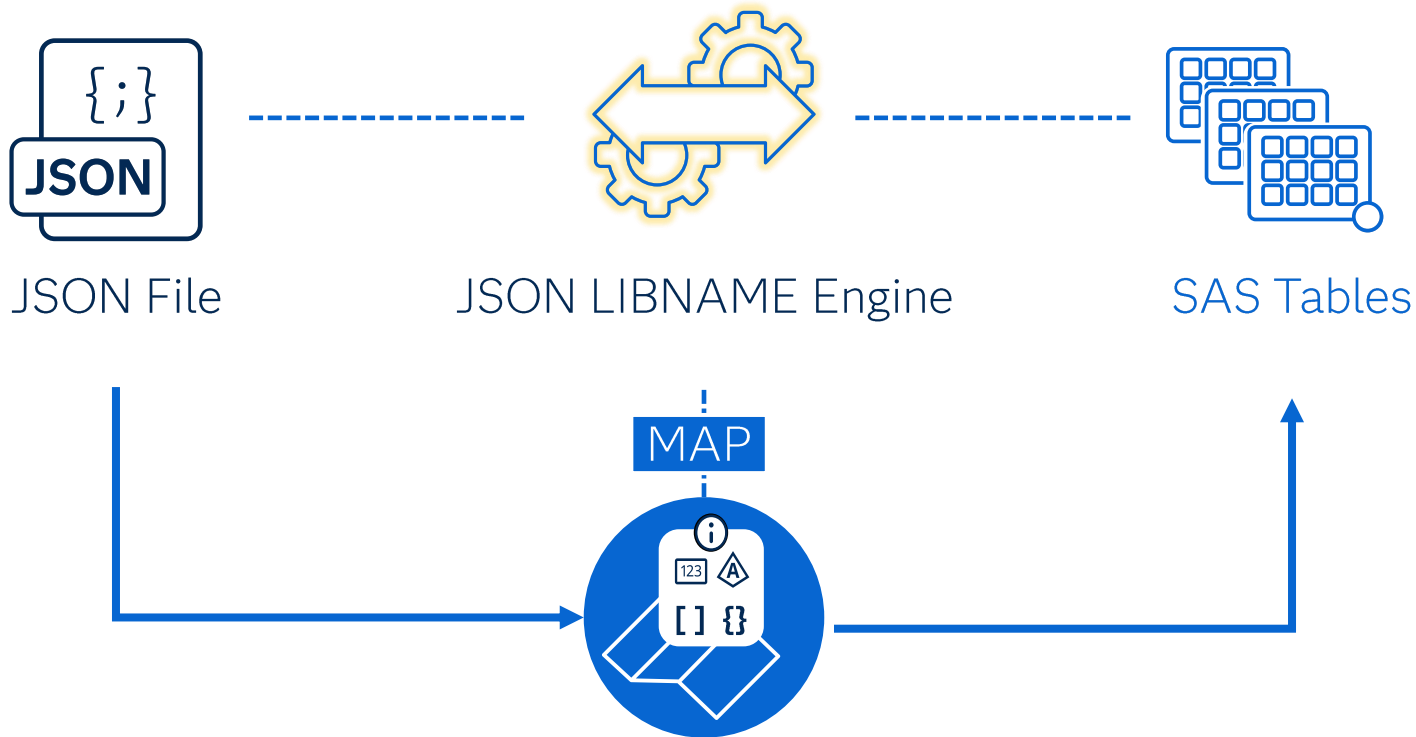 {;}
JSON
JSON File
JSON LIBNAME Engine
SAS Tables
MAP
i
123
A
[ ] {}